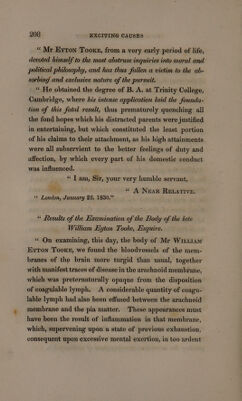 200 EXCITING CAUSES
“ Mr Eyton Tooke, from a very early period of life,
devoted himself to the most abstruse inquiries into moral and
political philosophy, and has thus fallen a victim to the ab-
sorbing and exclusive nature of the pursuit.
“ He obtained the degree of B. A. at Trinity College,
Cambridge, where his intense application laid the founda-
tion of this fatal result, thus prematurely quenching all
the fond hopes which his distracted parents were justified
in entertaining, but which constituted the least portion
of his claims to their attachment, as his high attainments
were all subservient to the better feelings of duty and
affection, by which every part of his domestic conduct
was influenced.
“ I am, Sir, your very humble servant,
“ A Near Relative.
“ London, January 28. 1830.”
“ Results of the Examination of the Body of the late
William Eyton Tooke, Esquire.
“ On examining, this day, the body of Mr William
Eyton Tooke, we found the bloodvessels of the mem-
branes of the brain more turgid than usual, together
with manifest traces of disease in the arachnoid membrane,
which was preternaturally opaque from the disposition
of coagulable lymph. A considerable quantity of coagu-
lable lymph had also been effused between the arachnoid
membrane and the pia matter. These appearances must
have been the result of inflammation in that membrane,
which, supervening upon a state of previous exhaustion,
consequent upon excessive mental exertion, in too ardent